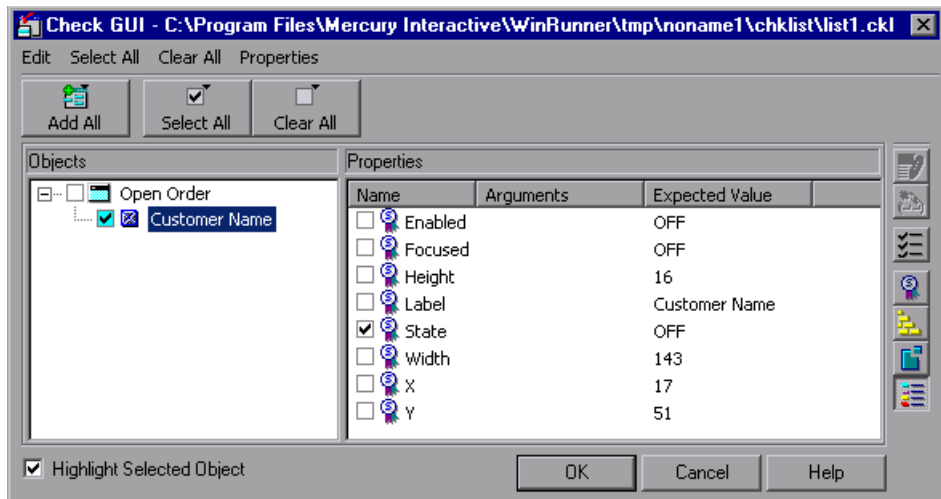 Check GUI - C:\Program Files\Mercury Interactive\WinRunner\tmp\noname1\chklist\list1.ckl
Edit Select All Clear All Properties
Add All Select All Clear All
Objects Properties
Open Order
Customer Name
Name Arguments Expected Value
Enabled OFF
Focused OFF
Height 16
Label Customer Name
State OFF
Width 143
X 17
Y 51
Highlight Selected Object OK Cancel Help